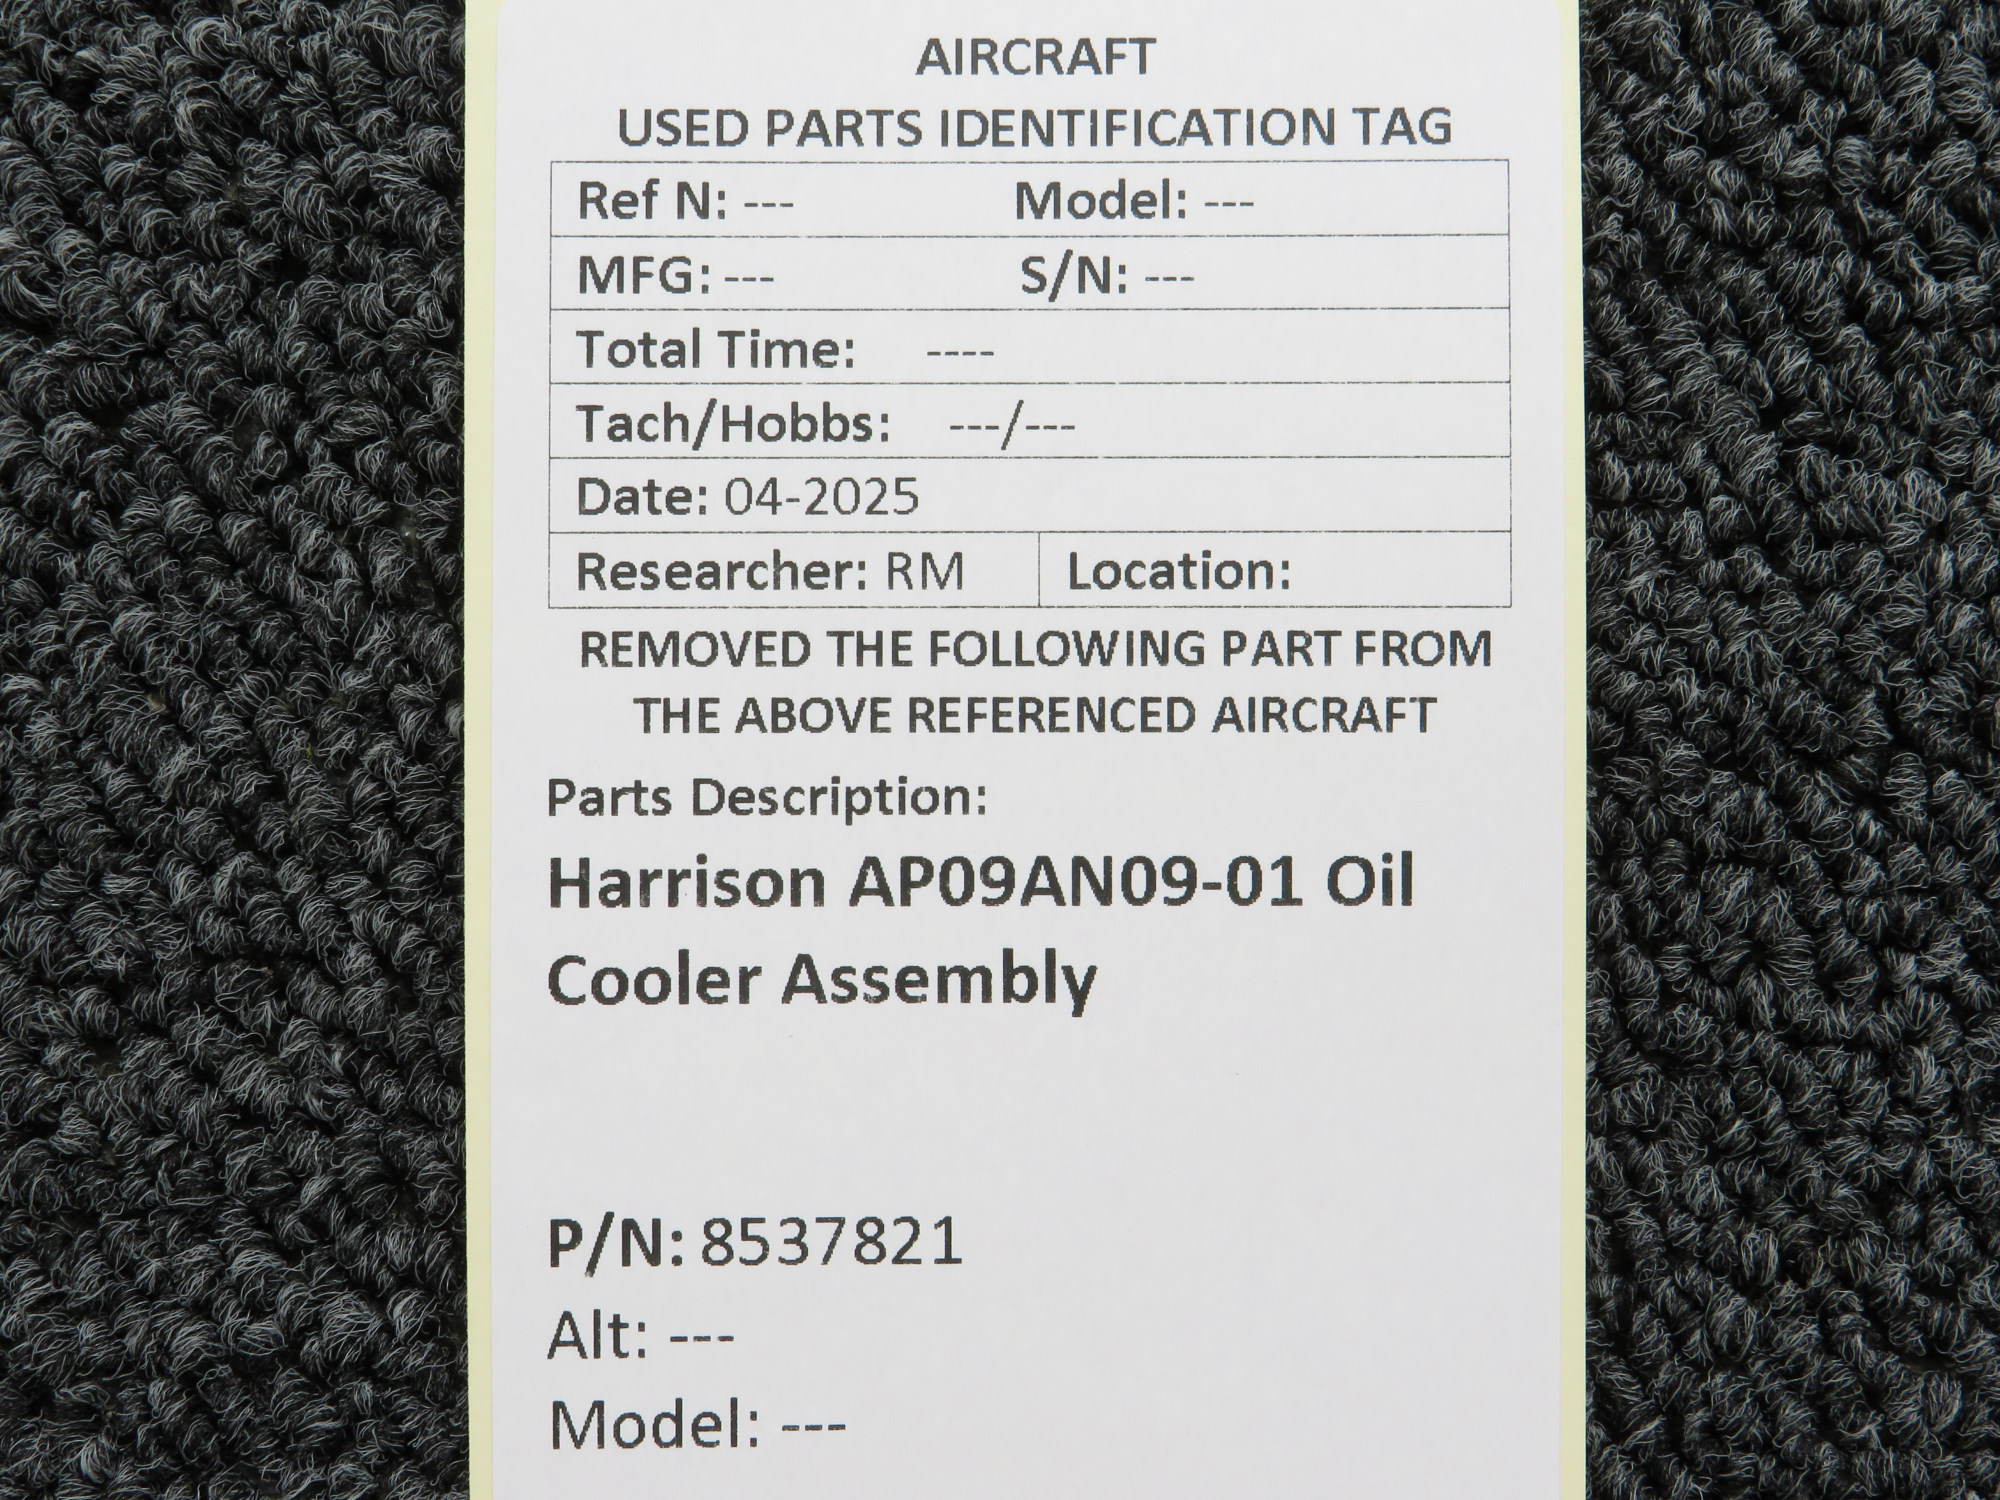 AIRCRAFT
USED PARTS IDENTIFICATION TAG
Ref N: --- Model: ---
MFG: --- S/N: ---
Total Time: ----
Tach/Hobbs: ---/---
Date: 04-2025
Researcher: RM Location:
REMOVED THE FOLLOWING PART FROM
THE ABOVE REFERENCED AIRCRAFT
Parts Description:
Harrison AP09AN09-01 Oil
Cooler Assembly
P/N: 8537821
Alt: ---
Model: ---